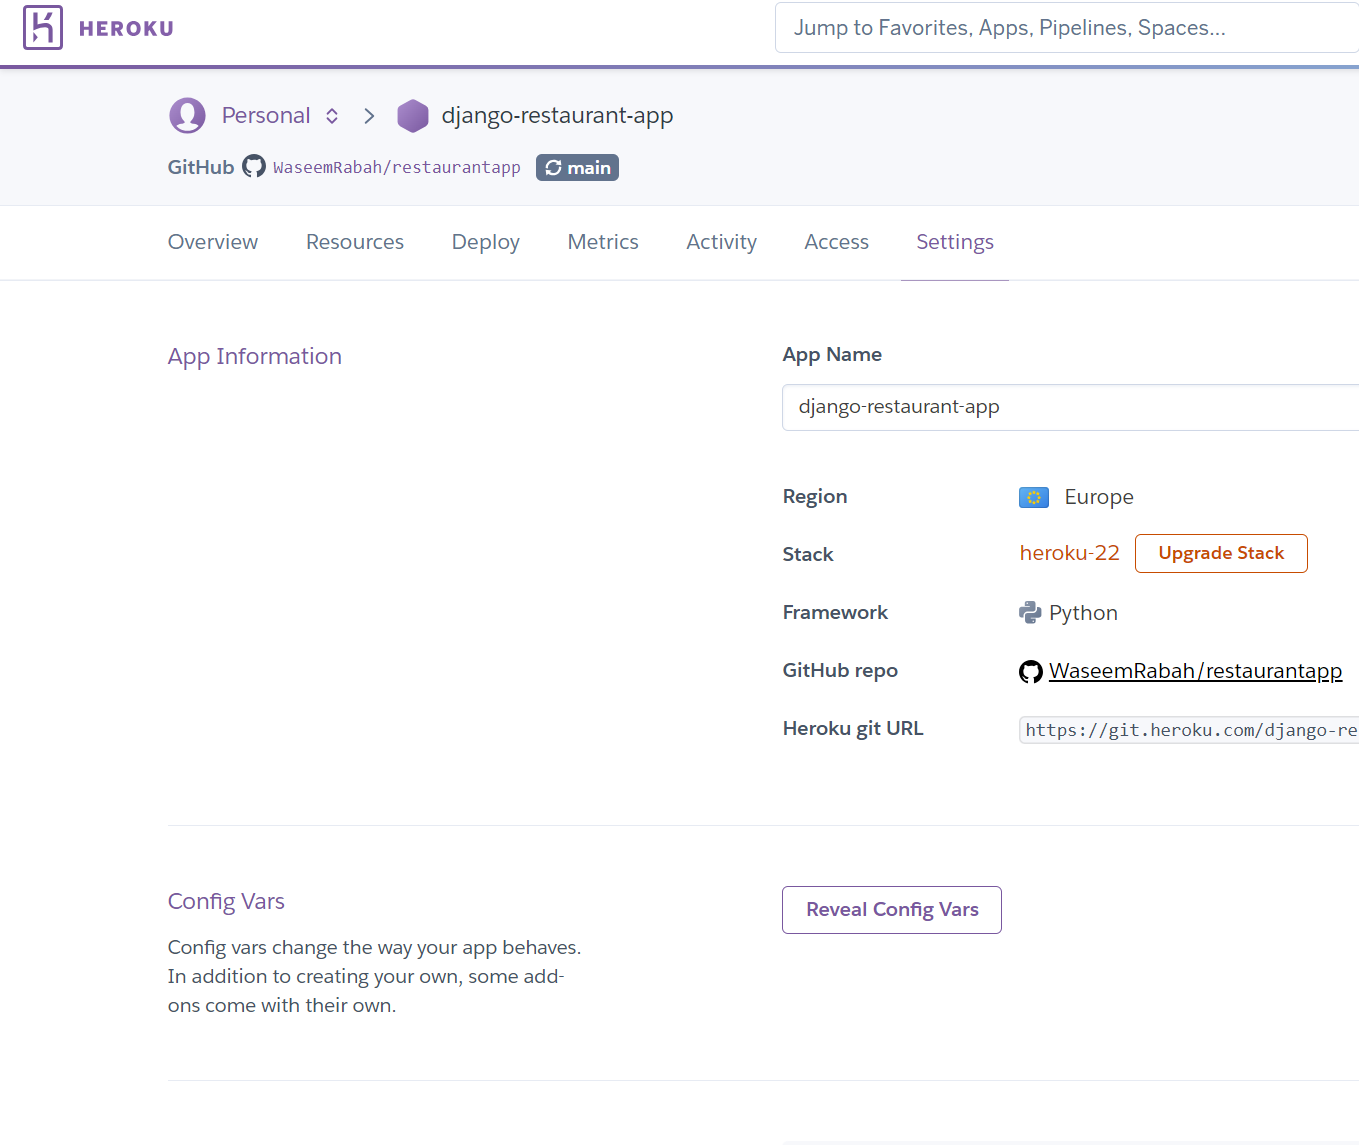 HEROKU
Jump to Favorites, Apps, Pipelines, Spaces...
Personal
django-restaurant-app
GitHub WaseemRabah/restaurantapp main
Overview Resources Deploy Metrics Activity Access Settings
App Information
App Name
django-restaurant-app
Region Europe
Stack heroku-22 Upgrade Stack
Framework Python
GitHub repo WaseemRabah/restaurantapp
Heroku git URL https://git.heroku.com/django-re
Config Vars
Reveal Config Vars
Config vars change the way your app behaves.
In addition to creating your own, some add-
ons come with their own.